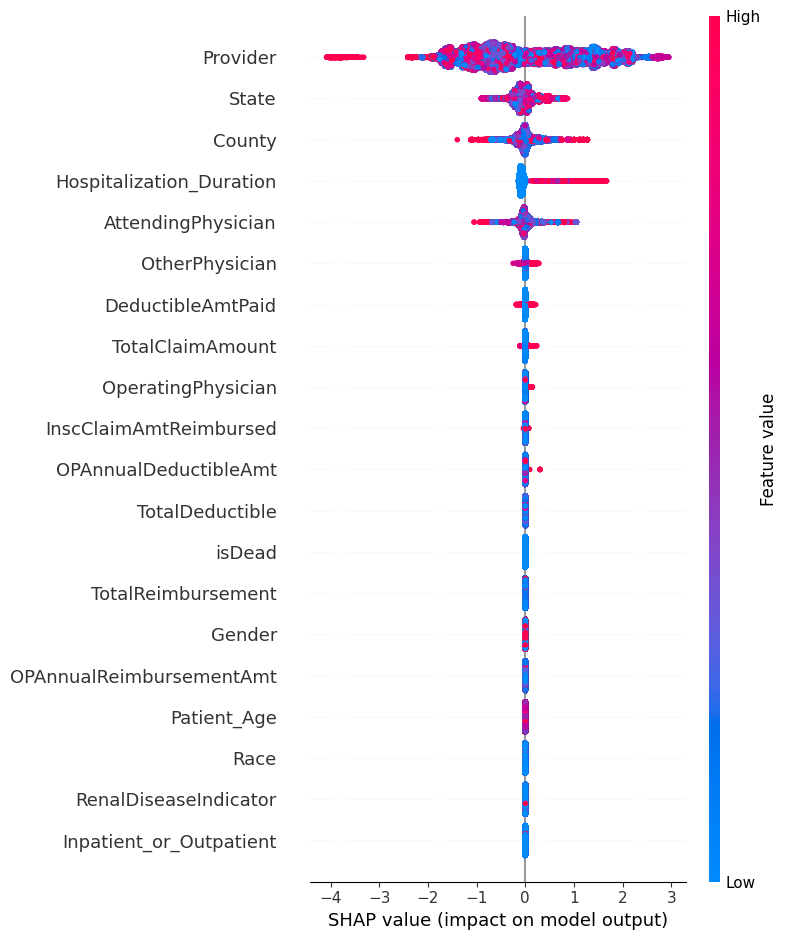 High
Provider
State
County
Hospitalization_Duration
AttendingPhysician
OtherPhysician
DeductibleAmtPaid
TotalClaimAmount
OperatingPhysician
InscClaimAmtReimbursed
OPAnnualDeductibleAmt
TotalDeductible
isDead
TotalReimbursement
Gender
OPAnnualReimbursementAmt
Patient_Age
Race
RenalDiseaseIndicator
Inpatient_or_Outpatient
Feature value
Low
−4 −3 −2 −1 0 1 2 3
SHAP value (impact on model output)